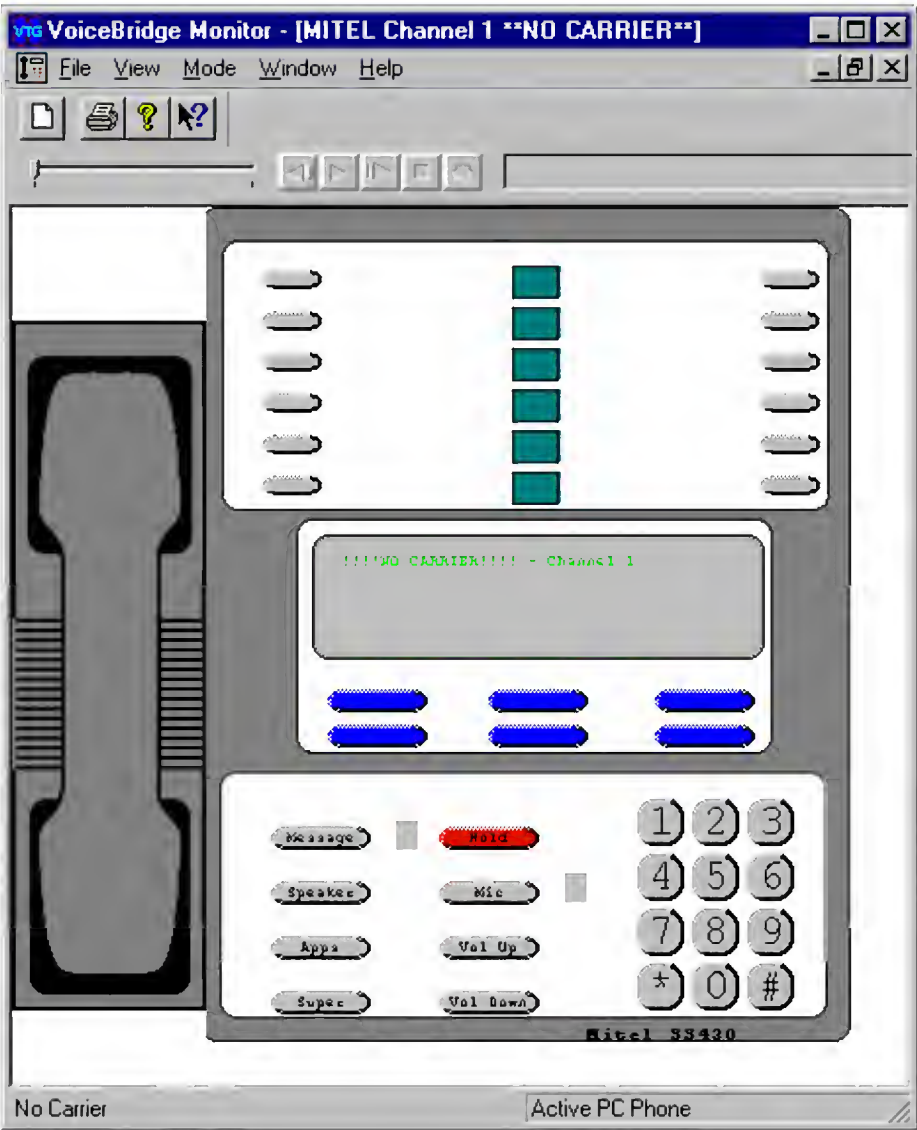 VTG VoiceBridge Monitor - [MITEL Channel 1 **NO CARRIER**]
File View Mode Window Help
!!!!NO CARRIER!!!! - Channel 1
Message Hold 1 2 3
Speaker Mic 4 5 6
Apps Vol Up 7 8 9
Super Vol Down * 0 #
Mitel SS430
No Carrier Active PC Phone